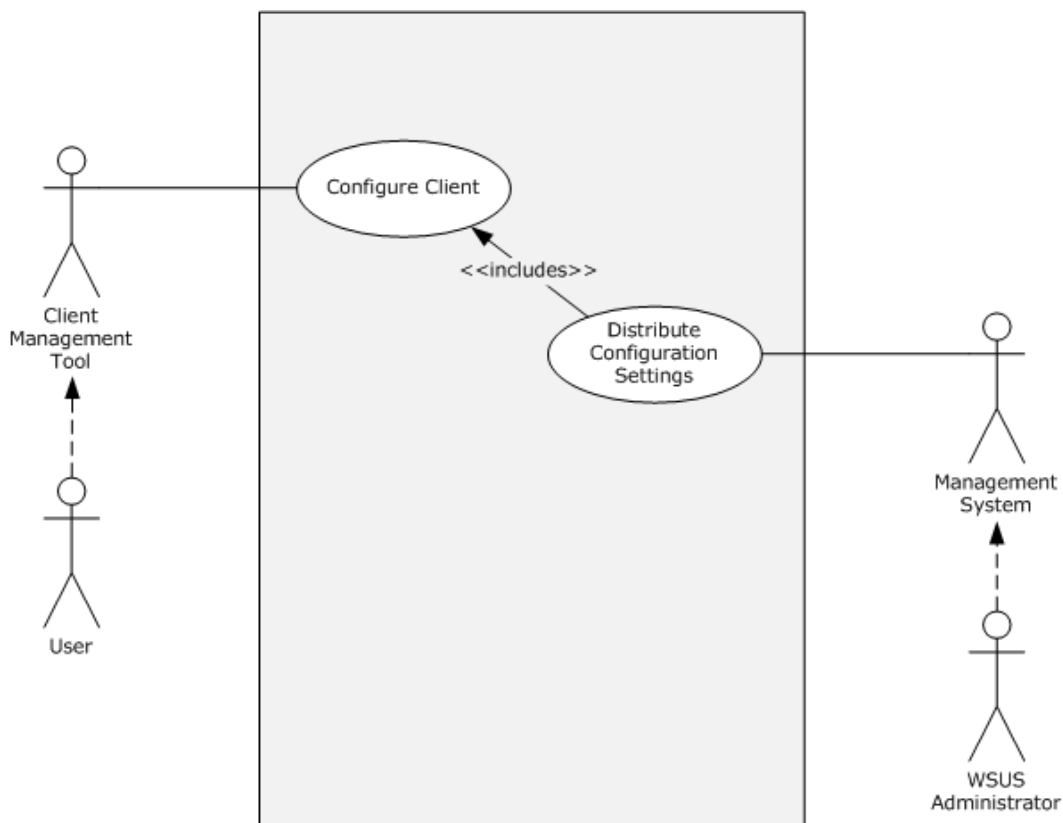 Configure Client
<<includes>>
Client
Management
Tool
Distribute
Configuration
Settings
Management
System
User
WSUS
Administrator